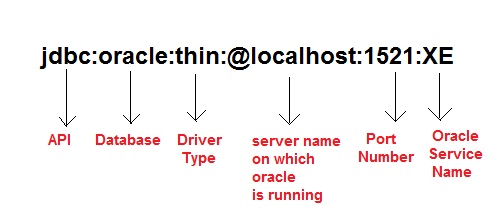 jdbc:oracle:thin:@localhost:1521:XE
API
Database
Driver
Type
server name
on which
oracle
is running
Port
Number
Oracle
Service
Name